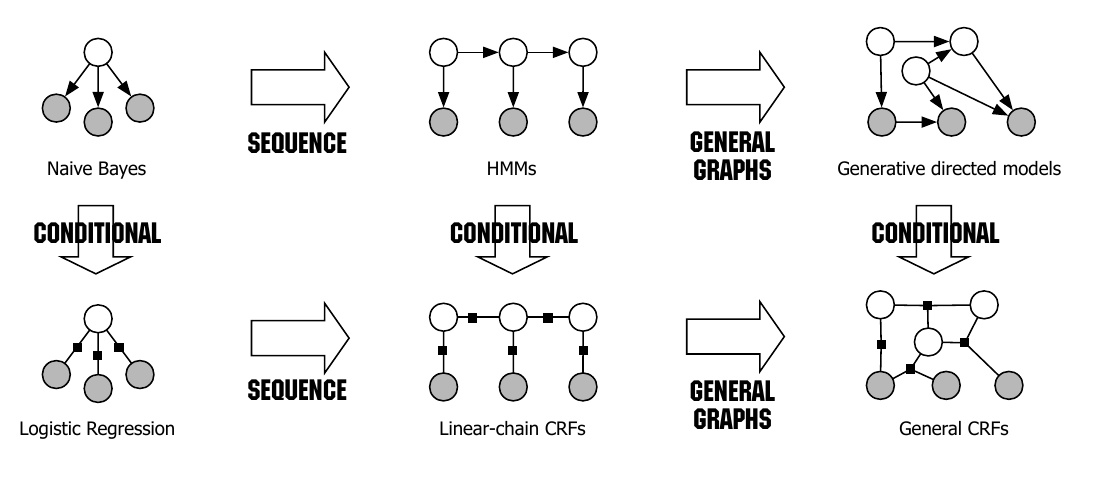 SEQUENCE
GENERAL
GRAPHS
Naive Bayes
HMMs
Generative directed models
CONDITIONAL
CONDITIONAL
CONDITIONAL
SEQUENCE
GENERAL
GRAPHS
Logistic Regression
Linear-chain CRFs
General CRFs